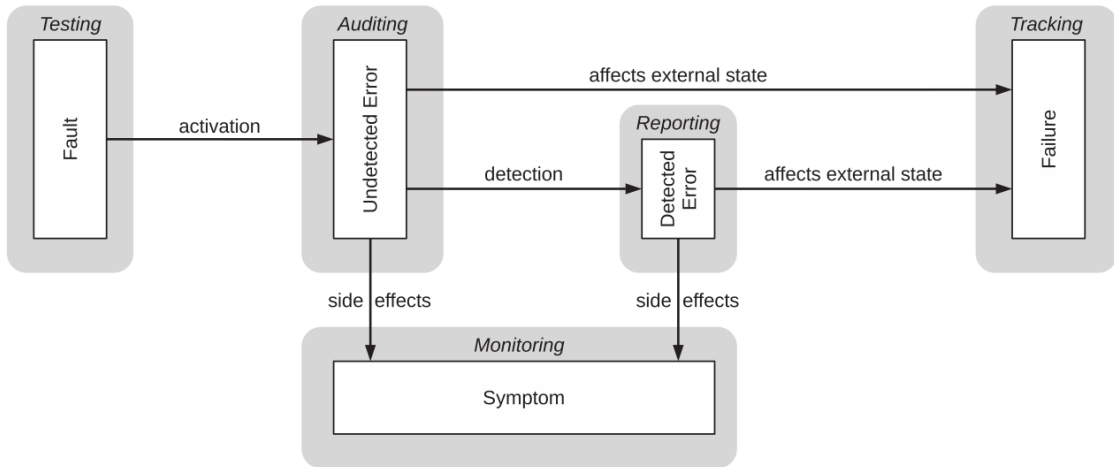 Testing
Auditing
Tracking
Fault
activation
Undetected Error
affects external state
Failure
Reporting
detection
Detected
Error
affects external state
side effects
side effects
Monitoring
Symptom